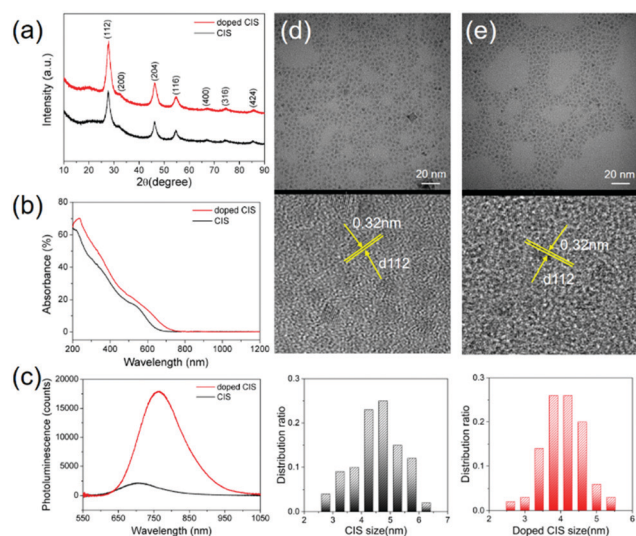 (a)
doped CIS
CIS
(112)
(200)
(204)
(116)
(400)
(316)
(424)
Intensity (a.u.)
10 20 30 40 50 60 70 80 90
2θ(degree)
(b)
doped CIS
CIS
80
60
40
20
0
Absorbance (%)
200 400 600 800 1000 1200
Wavelength (nm)
(c)
doped CIS
CIS
20000
15000
10000
5000
0
Photoluminescence (counts)
550 650 750 850 950 1050
Wavelength (nm)
(d)
20 nm
0.32nm
d112
0.3
0.2
0.1
0.0
Distribution ratio
2 3 4 5 6 7
CIS size(nm)
(e)
20 nm
0.32nm
d112
0.3
0.2
0.1
0.0
Distribution ratio
2 3 4 5 6
Doped CIS size(nm)